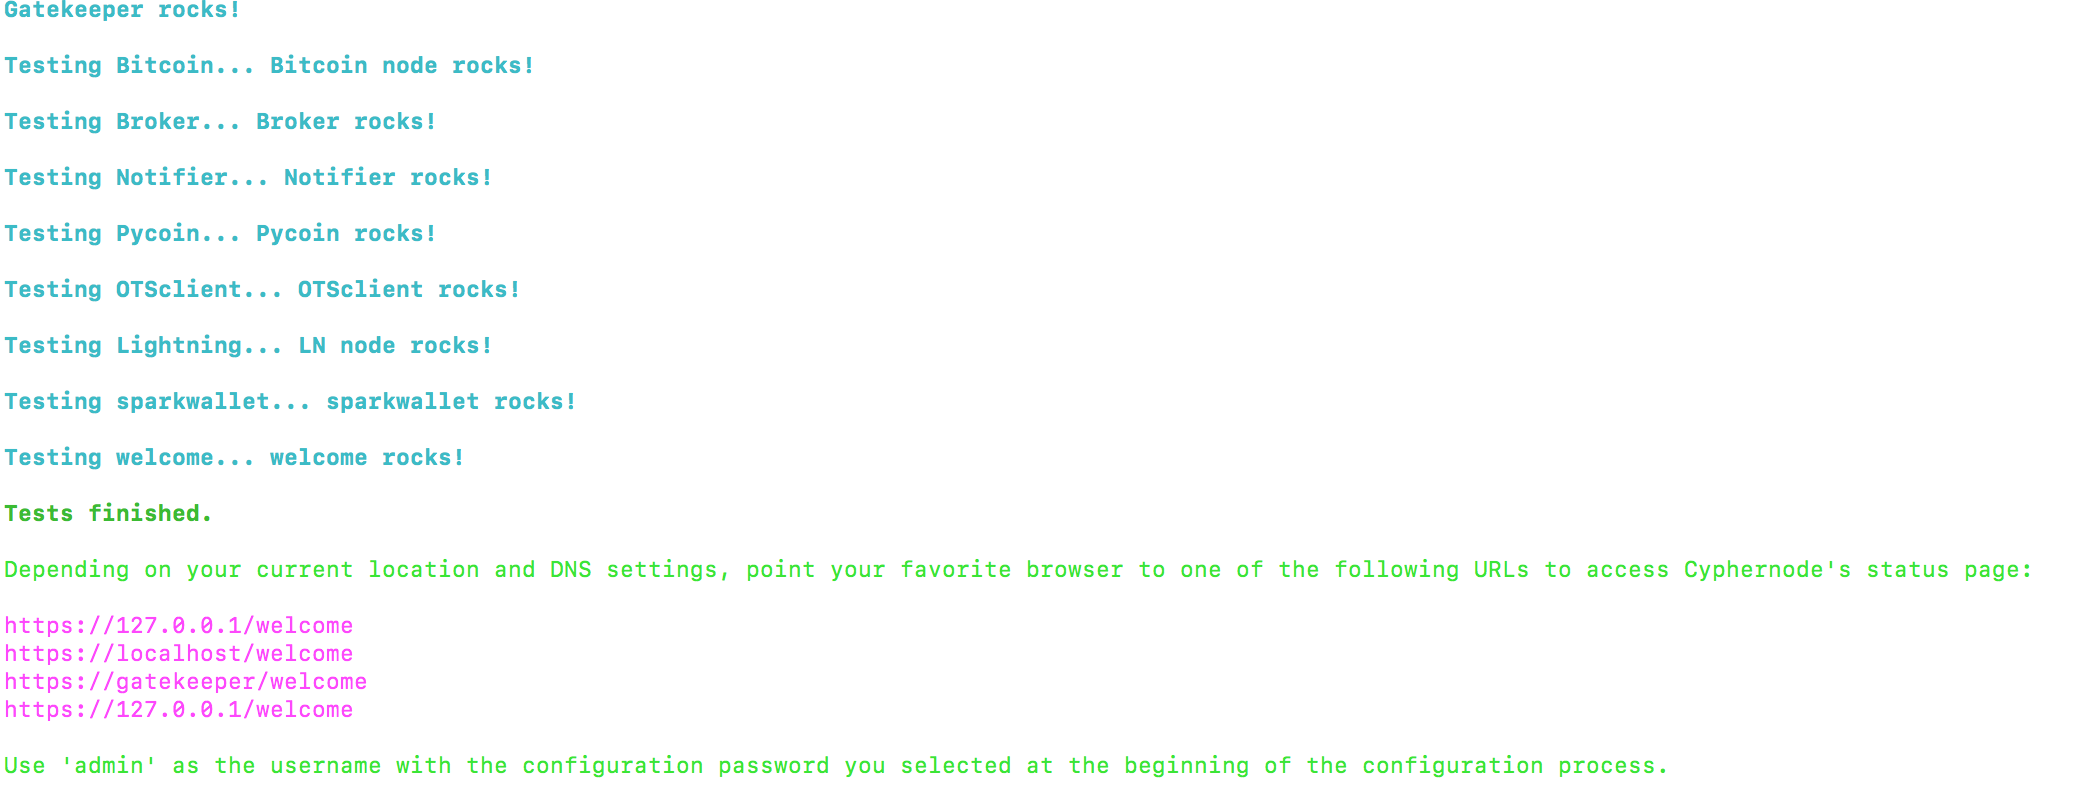 Gatekeeper rocks!
Testing Bitcoin... Bitcoin node rocks!
Testing Broker... Broker rocks!
Testing Notifier... Notifier rocks!
Testing Pycoin... Pycoin rocks!
Testing OTSclient... OTSclient rocks!
Testing Lightning... LN node rocks!
Testing sparkwallet... sparkwallet rocks!
Testing welcome... welcome rocks!
Tests finished.
Depending on your current location and DNS settings, point your favorite browser to one of the following URLs to access Cyphernode's status page:
https://127.0.0.1/welcome
https://localhost/welcome
https://gatekeeper/welcome
https://127.0.0.1/welcome
Use 'admin' as the username with the configuration password you selected at the beginning of the configuration process.